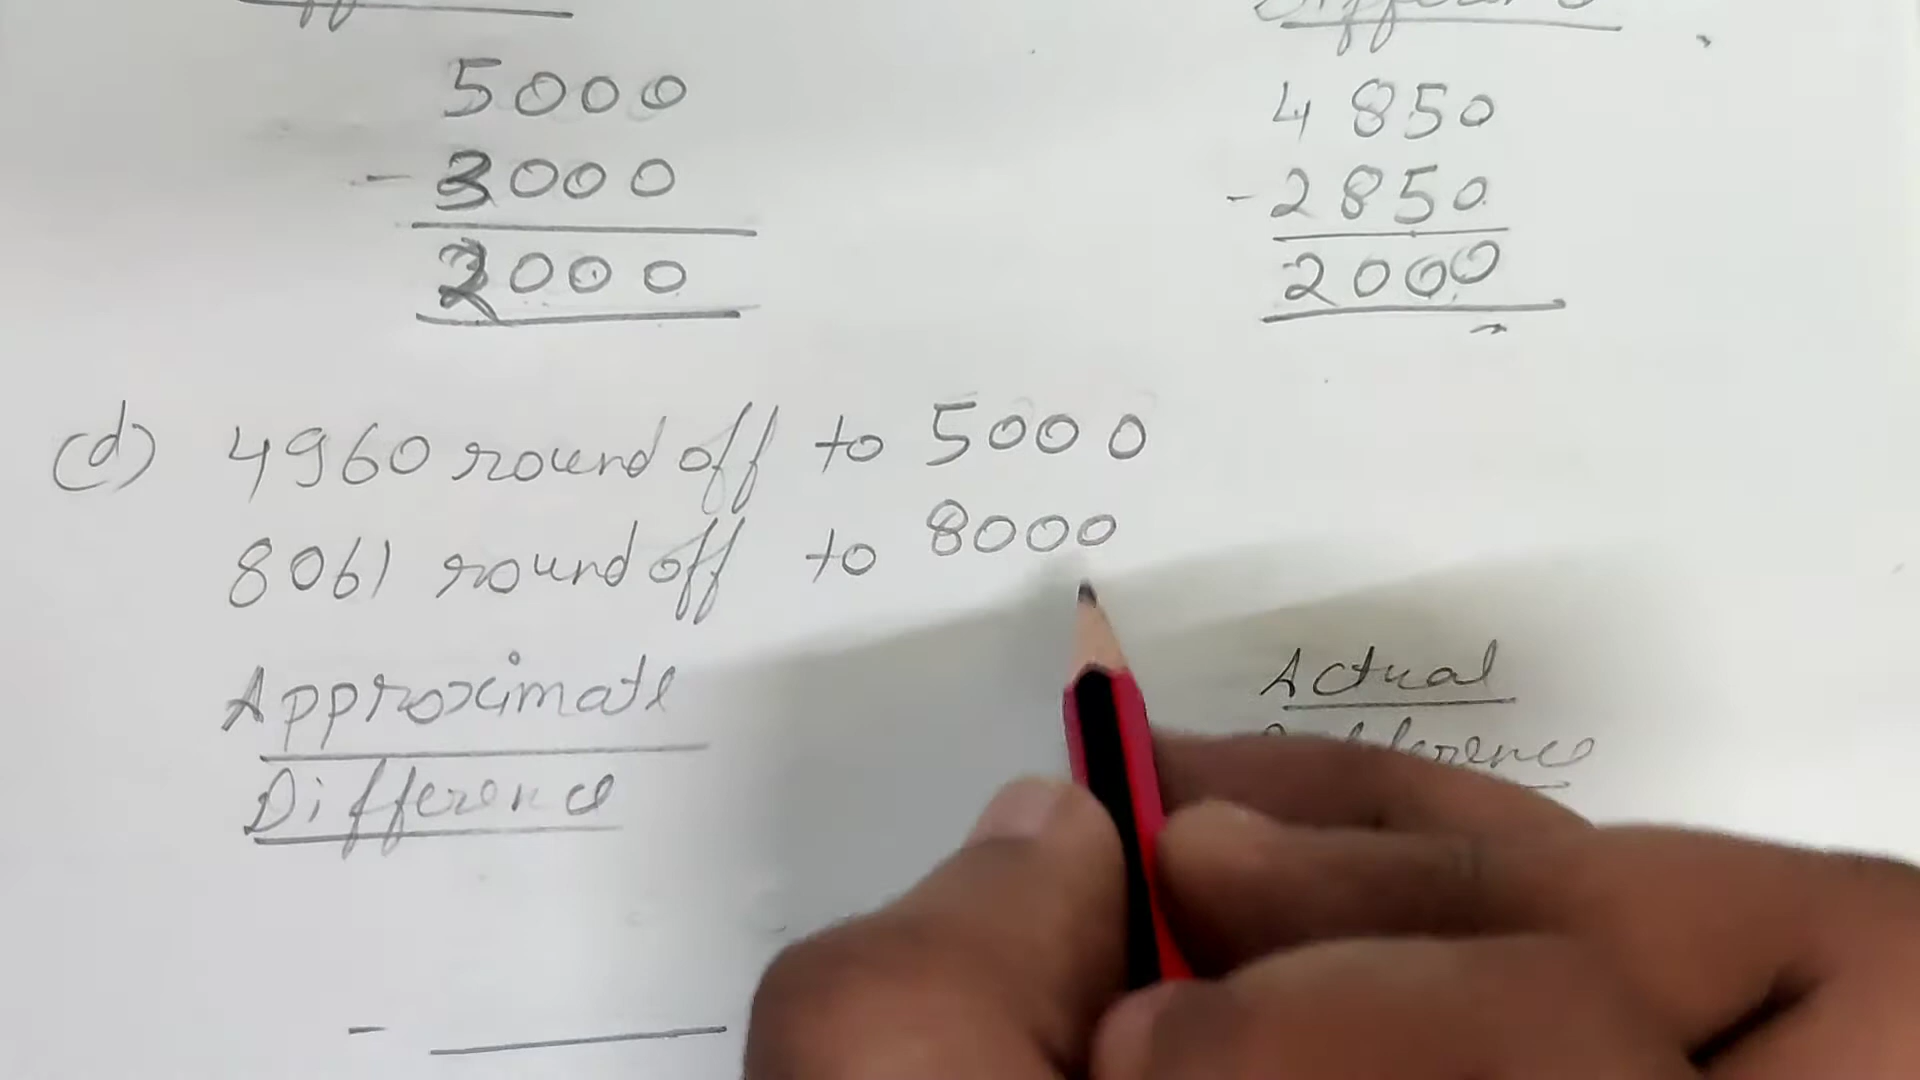 5000
- 3000
2000
4850
- 2850
2000
(d) 4960 round off to 5000
8061 round off to 8000
Approximate
Difference
Actual
-